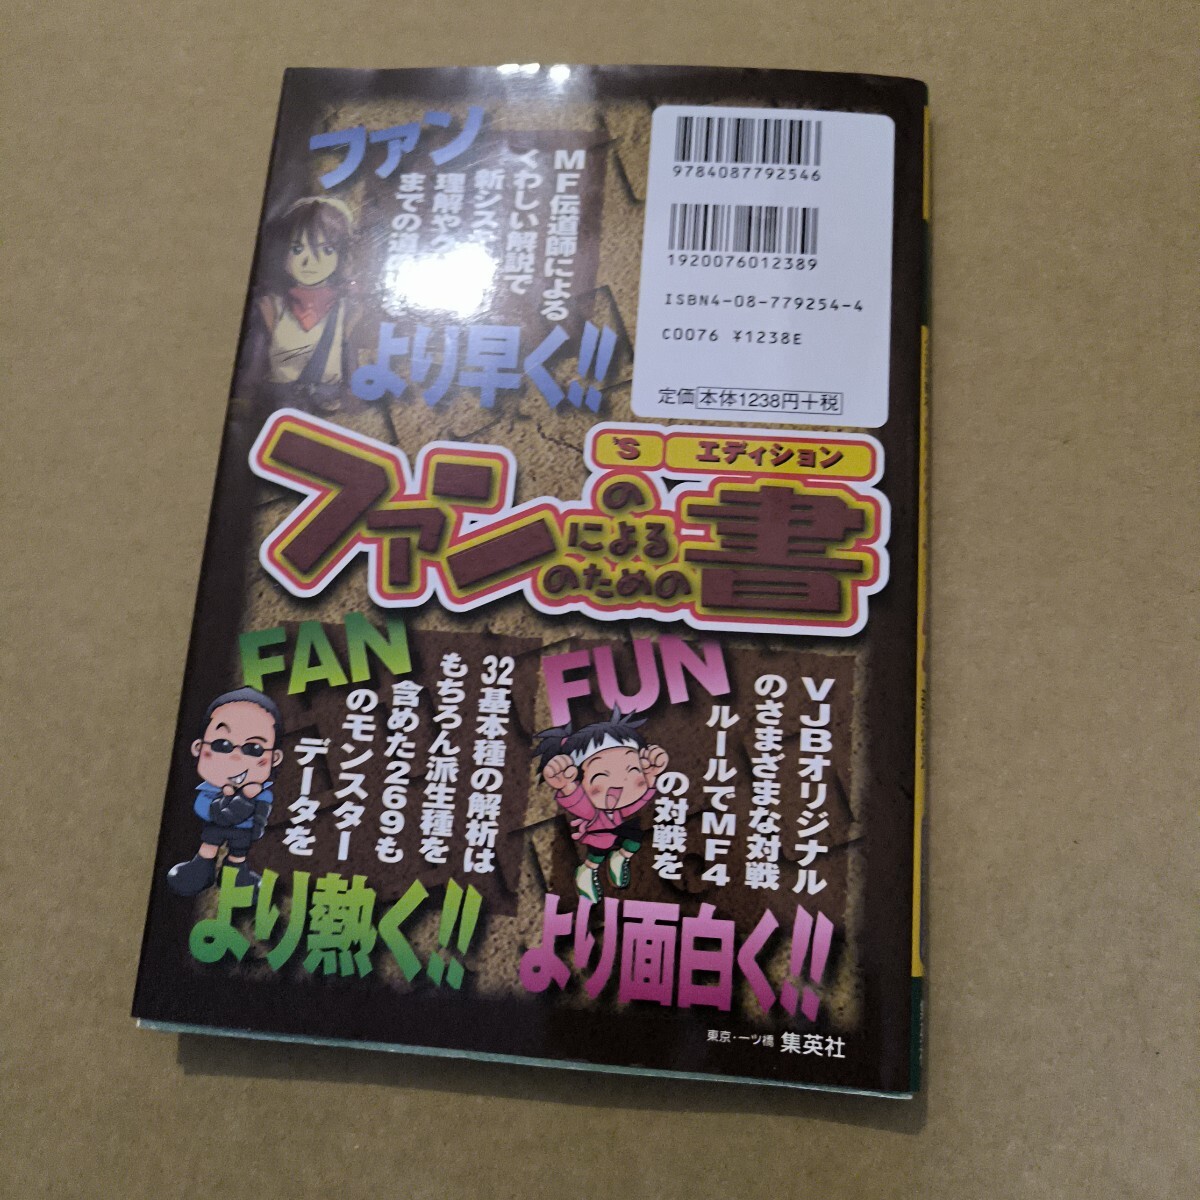 ファン
MF伝道師による
くわしい解説で
新シス
理解や
までの道
より早く!!
9784087792546
1920076012389
ISBN4-08-779254-4
C0076 ¥1238E
定価 本体1238円+税
'S エディション
ファン
の
による
のための
書
FAN
32基本種の解析は
もちろん派生種を
含めた269も
のモンスター
データを
より熱く!!
FUN
VJBオリジナル
のさまざまな対戦
ルールでMF4
の対戦を
より面白く!!
東京・一ツ橋 集英社